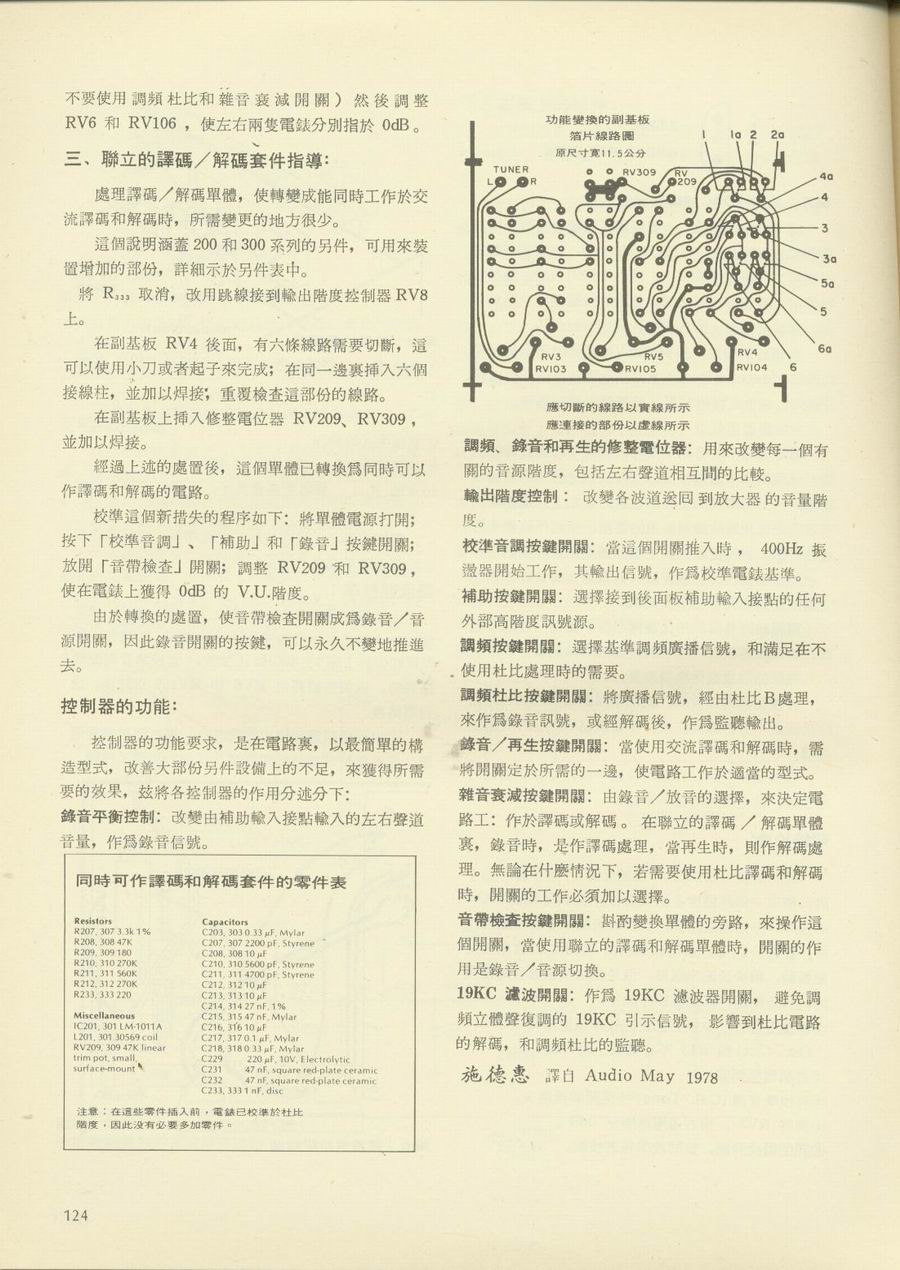 不要使用調頻杜比和雜音衰減開關）然後調整
RV6 和 RV106，使左右兩隻電錶分別指於 0dB。
三、聯立的譯碼／解碼套件指導：
處理譯碼／解碼單體，使轉變成能同時工作於交
流譯碼和解碼時，所需變更的地方很少。
這個說明涵蓋 200 和 300 系列的另件，可用來裝
置增加的部份，詳細示於另件表中。
將 R₃₃₃ 取消，改用跳線接到輸出階度控制器 RV8
上。
在副基板 RV4 後面，有六條線路需要切斷，這
可以使用小刀或者起子來完成；在同一邊裏挿入六個
接線柱，並加以焊接；重覆檢查這部份的線路。
在副基板上挿入修整電位器 RV209、RV309，
並加以焊接。
經過上述的處置後，這個單體已轉換爲同時可以
作譯碼和解碼的電路。
校準這個新措失的程序如下：將單體電源打開；
按下「校準音調」、「補助」和「錄音」按鍵開關；
放開「音帶檢查」開關；調整 RV209 和 RV309，
使在電錶上獲得 0dB 的 V.U.階度。
由於轉換的處置，使音帶檢查開關成爲錄音／音
源開關，因此錄音開關的按鍵，可以永久不變地推進
去。
控制器的功能：
控制器的功能要求，是在電路裏，以最簡單的構
造型式，改善大部份另件設備上的不足，來獲得所需
要的效果，玆將各控制器的作用分述分下：
錄音平衡控制：改變由補助輸入接點輸入的左右聲道
音量，作爲錄音信號。
同時可作譯碼和解碼套件的零件表
Resistors
R207, 307 3.3k 1%
R208, 308 47K
R209, 309 180
R210, 310 270K
R211, 311 560K
R212, 312 270K
R233, 333 220
Miscellaneous
IC201, 301 LM-1011A
L201, 301 30569 coil
RV209, 309 47K linear
trim pot, small,
surface-mount
Capacitors
C203, 303 0.33 μF, Mylar
C207, 307 2200 pF, Styrene
C208, 308 10 μF
C210, 310 5600 pF, Styrene
C211, 311 4700 pF, Styrene
C212, 312 10 μF
C213, 313 10 μF
C214, 314 27 nF, 1%
C215, 315 47 nF, Mylar
C216, 316 10 μF
C217, 317 0.1 μF, Mylar
C218, 318 0.33 μF, Mylar
C229 220 μF, 10V, Electrolytic
C231 47 nF, square red-plate ceramic
C232 47 nF, square red-plate ceramic
C233, 333 1 nF, disc
注意：在這些零件插入前，電錶已校準於杜比
階度，因此没有必要多加零件。
124
功能變換的副基板
箔片線路圖
原尺寸寬11.5公分
1 1a 2 2a
TUNER
L R
RV309
RV
209
4a
4
3
3a
5a
5
6a
6
RV3
RV103
RV5
RV105
RV4
RV104
應切斷的線路以實線所示
應連接的部份以虛線所示
調頻、錄音和再生的修整電位器：用來改變每一個有
關的音源階度，包括左右聲道相互間的比較。
輸出階度控制：改變各波道送囘到放大器的音量階
度。
校準音調按鍵開關：當這個開關推入時，400Hz 振
盪器開始工作，其輸出信號，作爲校準電錶基準。
補助按鍵開關：選擇接到後面板補助輸入接點的任何
外部高階度訊號源。
調頻按鍵開關：選擇基準調頻廣播信號，和滿足在不
使用杜比處理時的需要。
調頻杜比按鍵開關：將廣播信號，經由杜比B處理，
來作爲錄音訊號，或經解碼後，作爲監聽輸出。
錄音／再生按鍵開關：當使用交流譯碼和解碼時，需
將開關定於所需的一邊，使電路工作於適當的型式。
雜音衰減按鍵開關：由錄音／放音的選擇，來決定電
路工：作於譯碼或解碼。在聯立的譯碼／解碼單體
裏，錄音時，是作譯碼處理，當再生時，則作解碼處
理。無論在什麽情況下，若需要使用杜比譯碼和解碼
時，開關的工作必須加以選擇。
音帶檢查按鍵開關：斟酌變換單體的旁路，來操作這
個開關，當使用聯立的譯碼和解碼單體時，開關的作
用是錄音／音源切換。
19KC 濾波開關：作爲 19KC 濾波器開關，避免調
頻立體聲復調的 19KC 引示信號，影響到杜比電路
的解碼，和調頻杜比的監聽。
施德惠 譯自 Audio May 1978